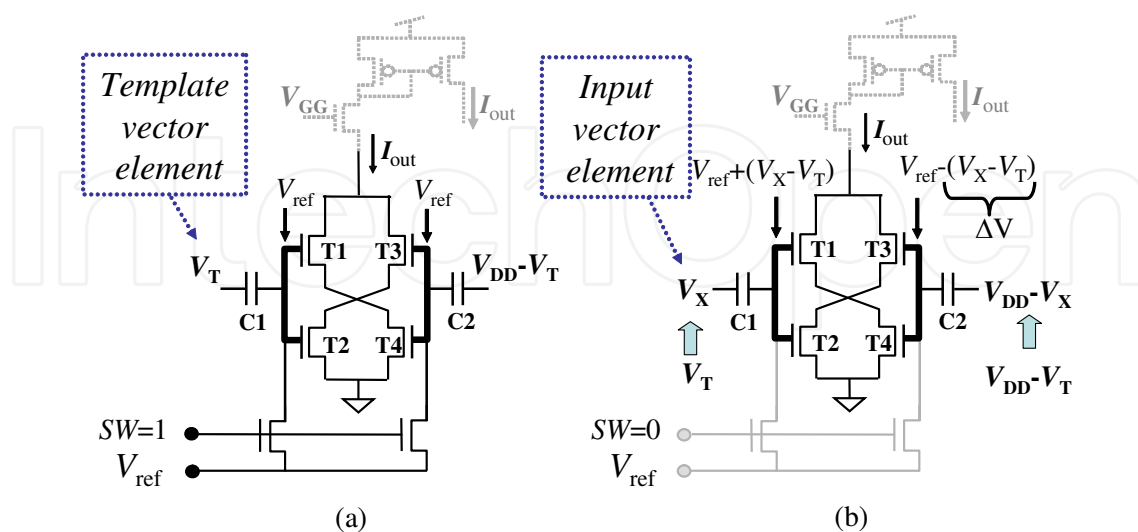 IntechOpen
Template
vector
element
V_GG
I_out
I_out
V_ref
V_ref
T1
T3
V_T
V_DD-V_T
C1
C2
T2
T4
SW=1
V_ref
(a)
Input
vector
element
V_GG
I_out
I_out
V_ref+(V_X-V_T)
V_ref-(V_X-V_T)
ΔV
T1
T3
V_X
V_DD-V_X
C1
C2
T2
T4
V_T
V_DD-V_T
SW=0
V_ref
(b)